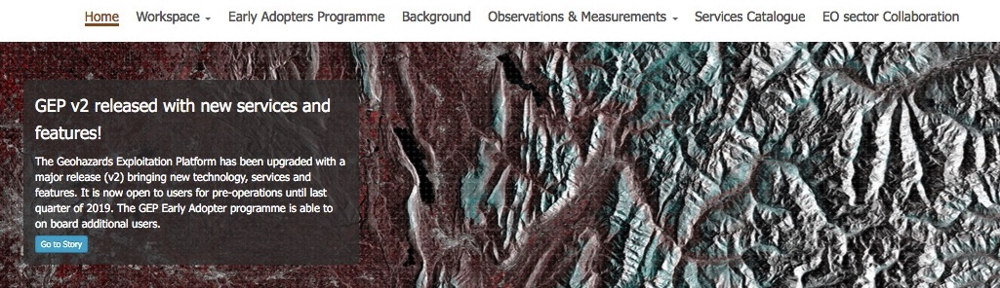 Home Workspace Early Adopters Programme Background Observations & Measurements Services Catalogue EO sector Collaboration
GEP v2 released with new services and
features!
The Geohazards Exploitation Platform has been upgraded with a
major release (v2) bringing new technology, services and
features. It is now open to users for pre-operations until last
quarter of 2019. The GEP Early Adopter programme is able to
on board additional users.
Go to Story